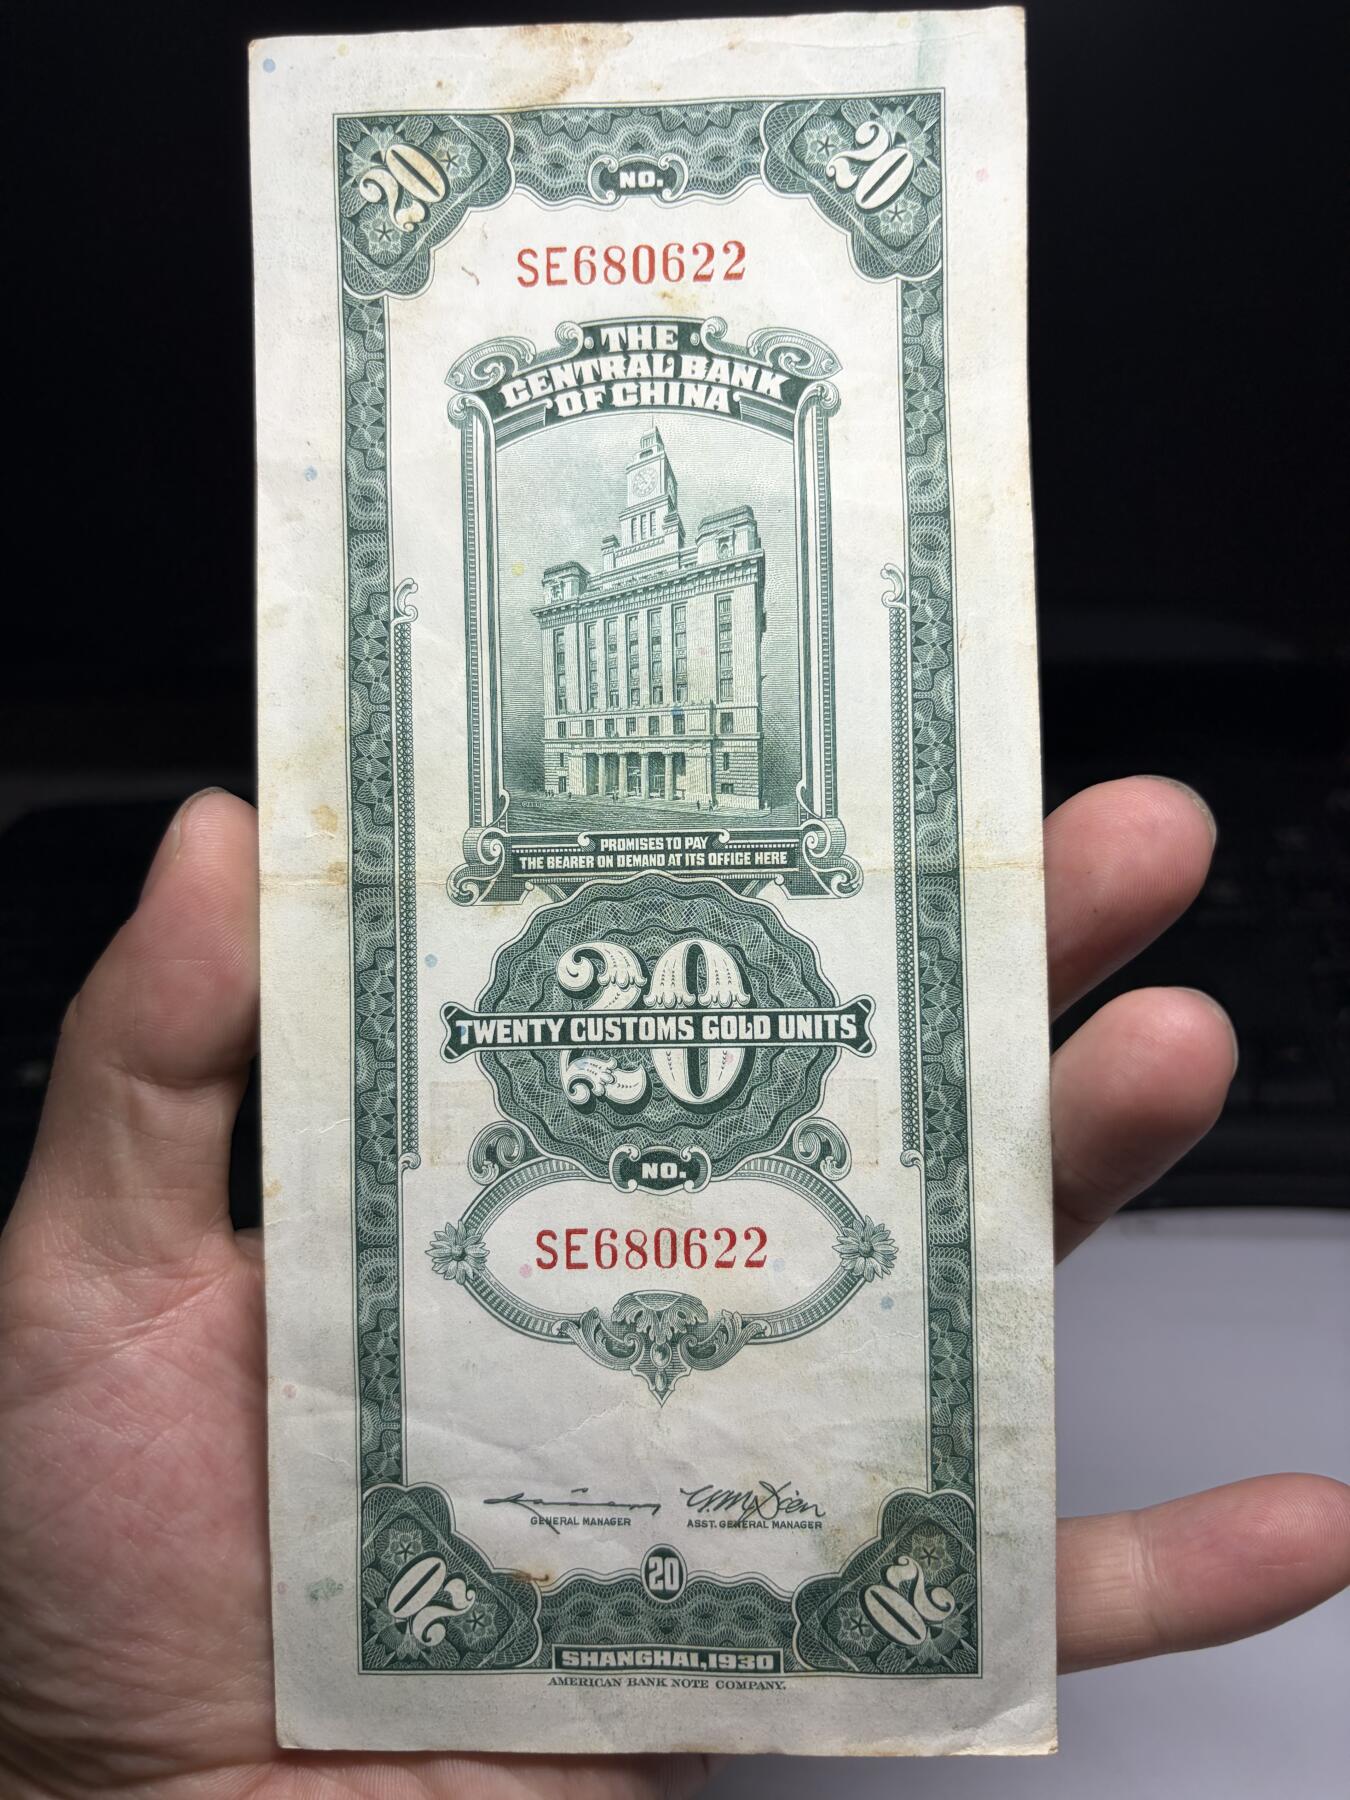 20 20
NO.
SE680622
THE
CENTRAL BANK
OF CHINA
PROMISES TO PAY
THE BEARER ON DEMAND AT ITS OFFICE HERE
20
TWENTY CUSTOMS GOLD UNITS
NO.
SE680622
GENERAL MANAGER ASST. GENERAL MANAGER
20 20 20
SHANGHAI, 1930
AMERICAN BANK NOTE COMPANY.